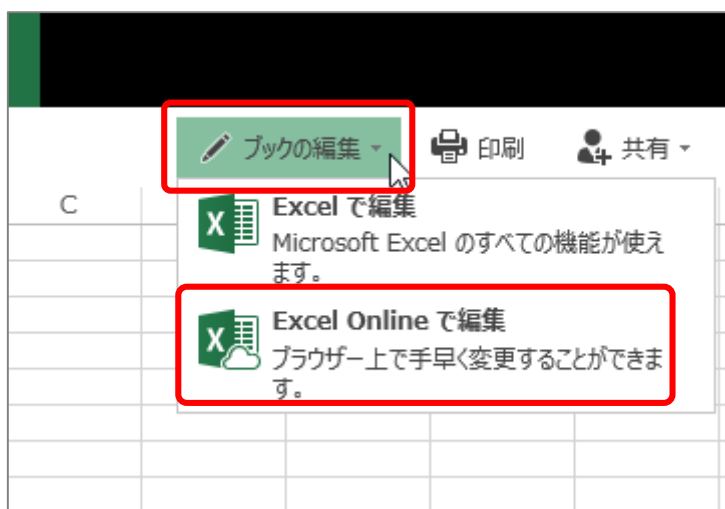 ブックの編集
印刷
共有
C
Excel で編集
Microsoft Excel のすべての機能が使え
ます。
Excel Online で編集
ブラウザー上で手早く変更することができま
す。